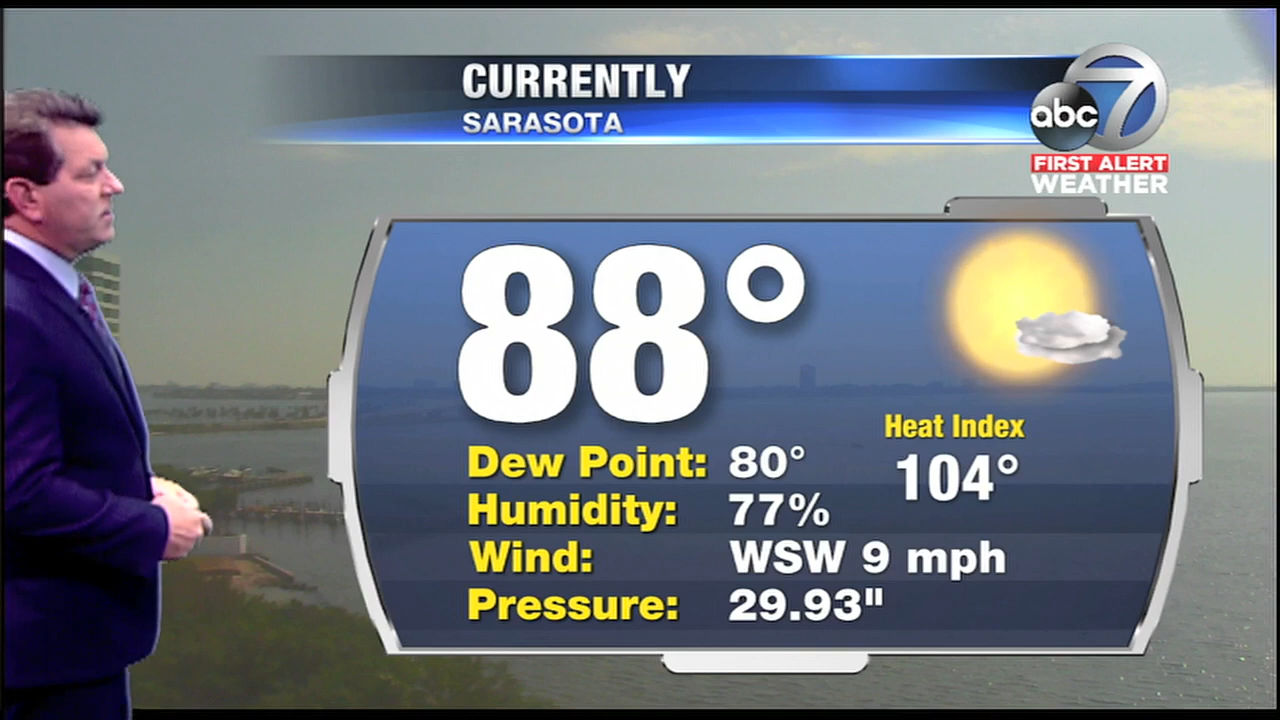 CURRENTLY
SARASOTA
abc 7
FIRST ALERT
WEATHER
88°
Heat Index
104°
Dew Point: 80°
Humidity: 77%
Wind: WSW 9 mph
Pressure: 29.93"